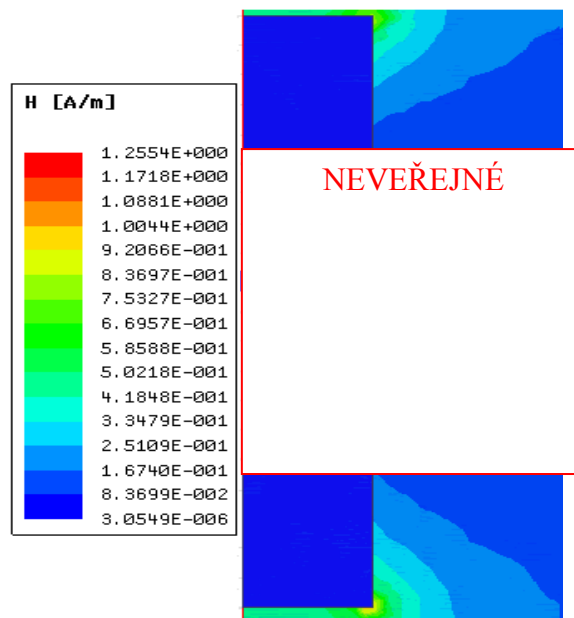 H [A/m]
1.2554E+000
1.1718E+000
1.0881E+000
1.0044E+000
9.2066E-001
8.3697E-001
7.5327E-001
6.6957E-001
5.8588E-001
5.0218E-001
4.1848E-001
3.3479E-001
2.5109E-001
1.6740E-001
8.3699E-002
3.0549E-006
NEVEŘEJNÉ